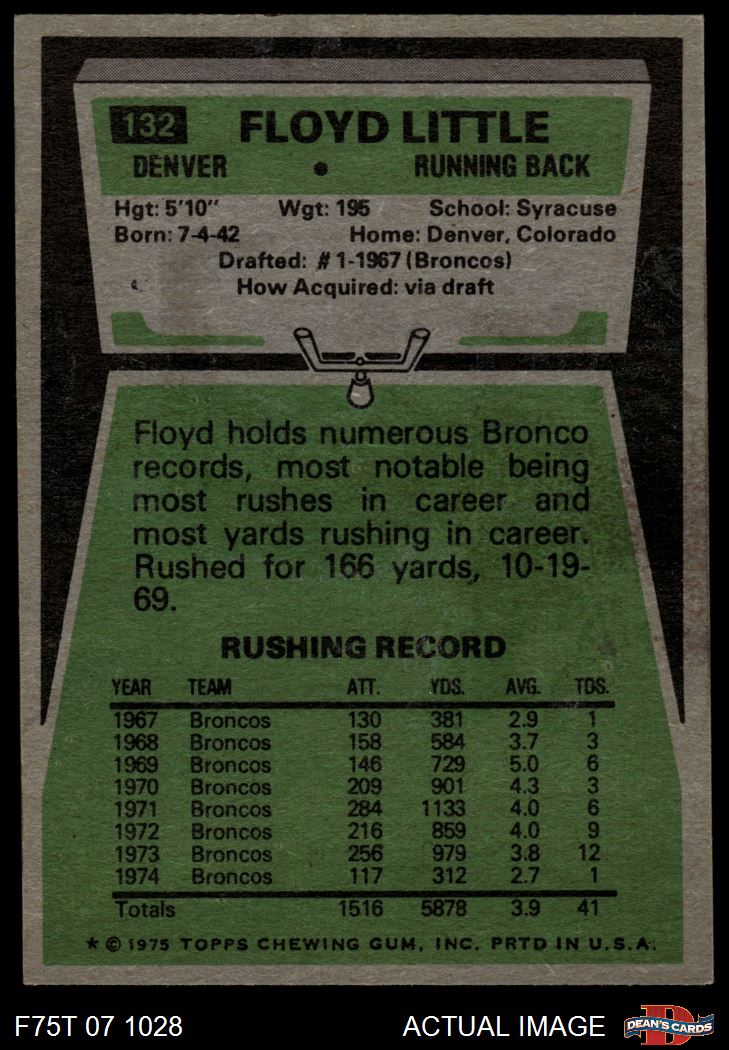 132 FLOYD LITTLE
DENVER • RUNNING BACK
Hgt: 5'10" Wgt: 195 School: Syracuse
Born: 7-4-42 Home: Denver, Colorado
Drafted: #1-1967 (Broncos)
How Acquired: via draft
Floyd holds numerous Bronco
records, most notable being
most rushes in career and
most yards rushing in career.
Rushed for 166 yards, 10-19-
69.
RUSHING RECORD
YEAR TEAM ATT. YDS. AVG. TDS.
1967 Broncos 130 381 2.9 1
1968 Broncos 158 584 3.7 3
1969 Broncos 146 729 5.0 6
1970 Broncos 209 901 4.3 3
1971 Broncos 284 1133 4.0 6
1972 Broncos 216 859 4.0 9
1973 Broncos 256 979 3.8 12
1974 Broncos 117 312 2.7 1
Totals 1516 5878 3.9 41
* © 1975 TOPPS CHEWING GUM, INC. PRTD IN U.S.A.
F75T 07 1028 ACTUAL IMAGE DEAN'S CARDS